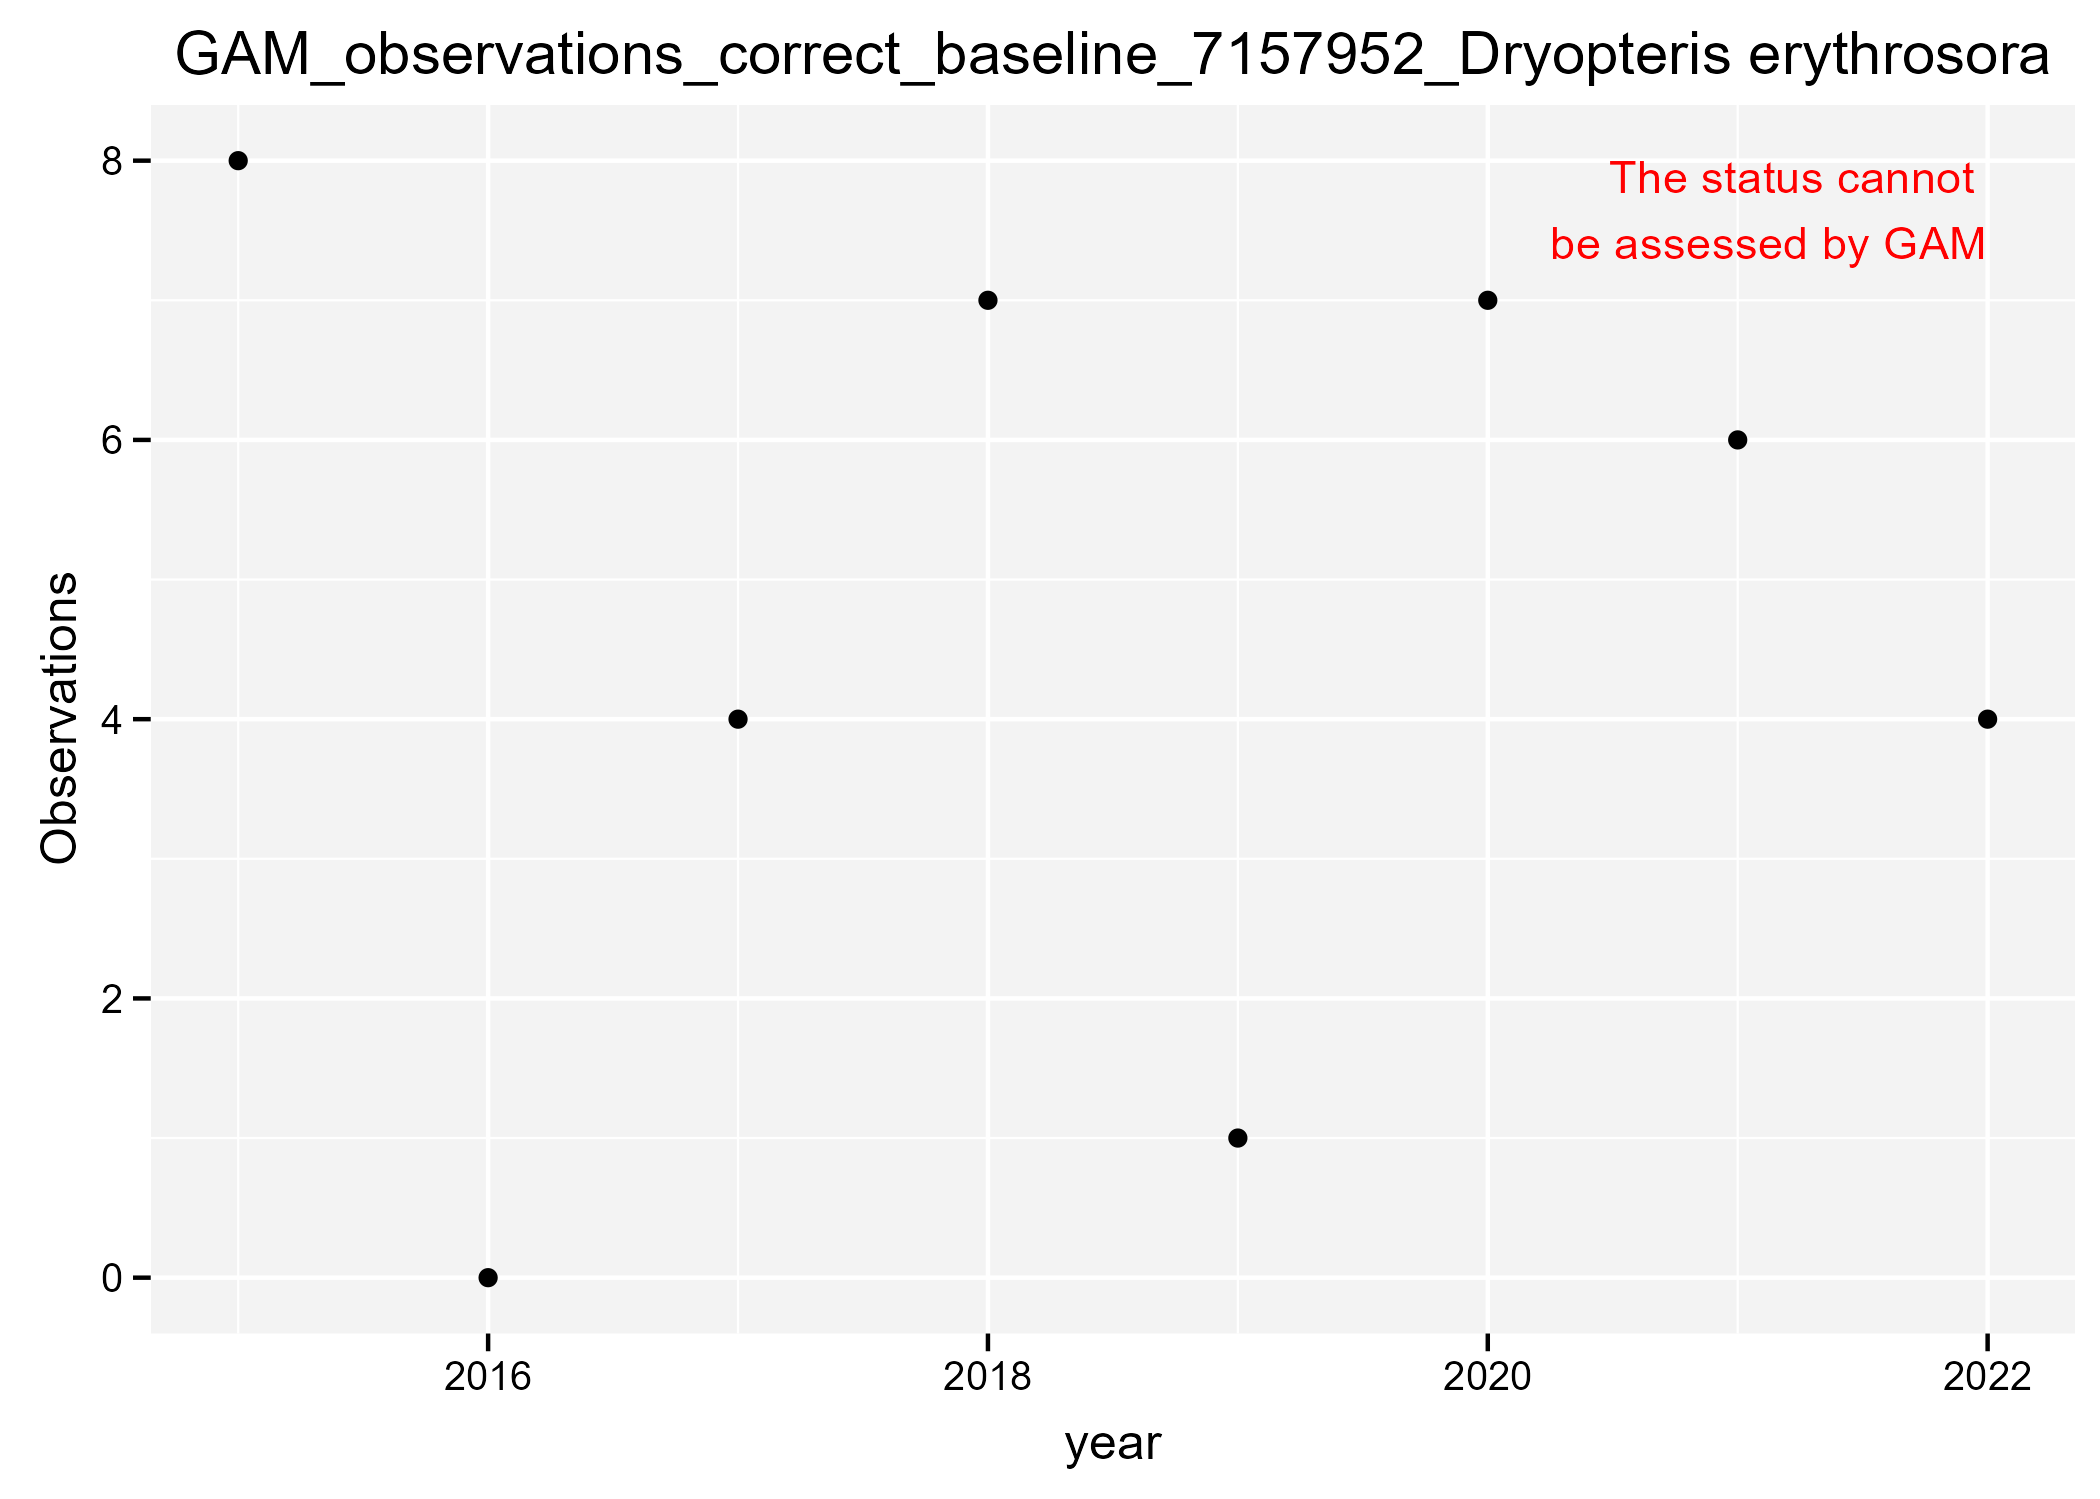 GAM_observations_correct_baseline_7157952_Dryopteris erythrosora
The status cannot
be assessed by GAM
8
6
4
2
0
Observations
2016
2018
2020
2022
year